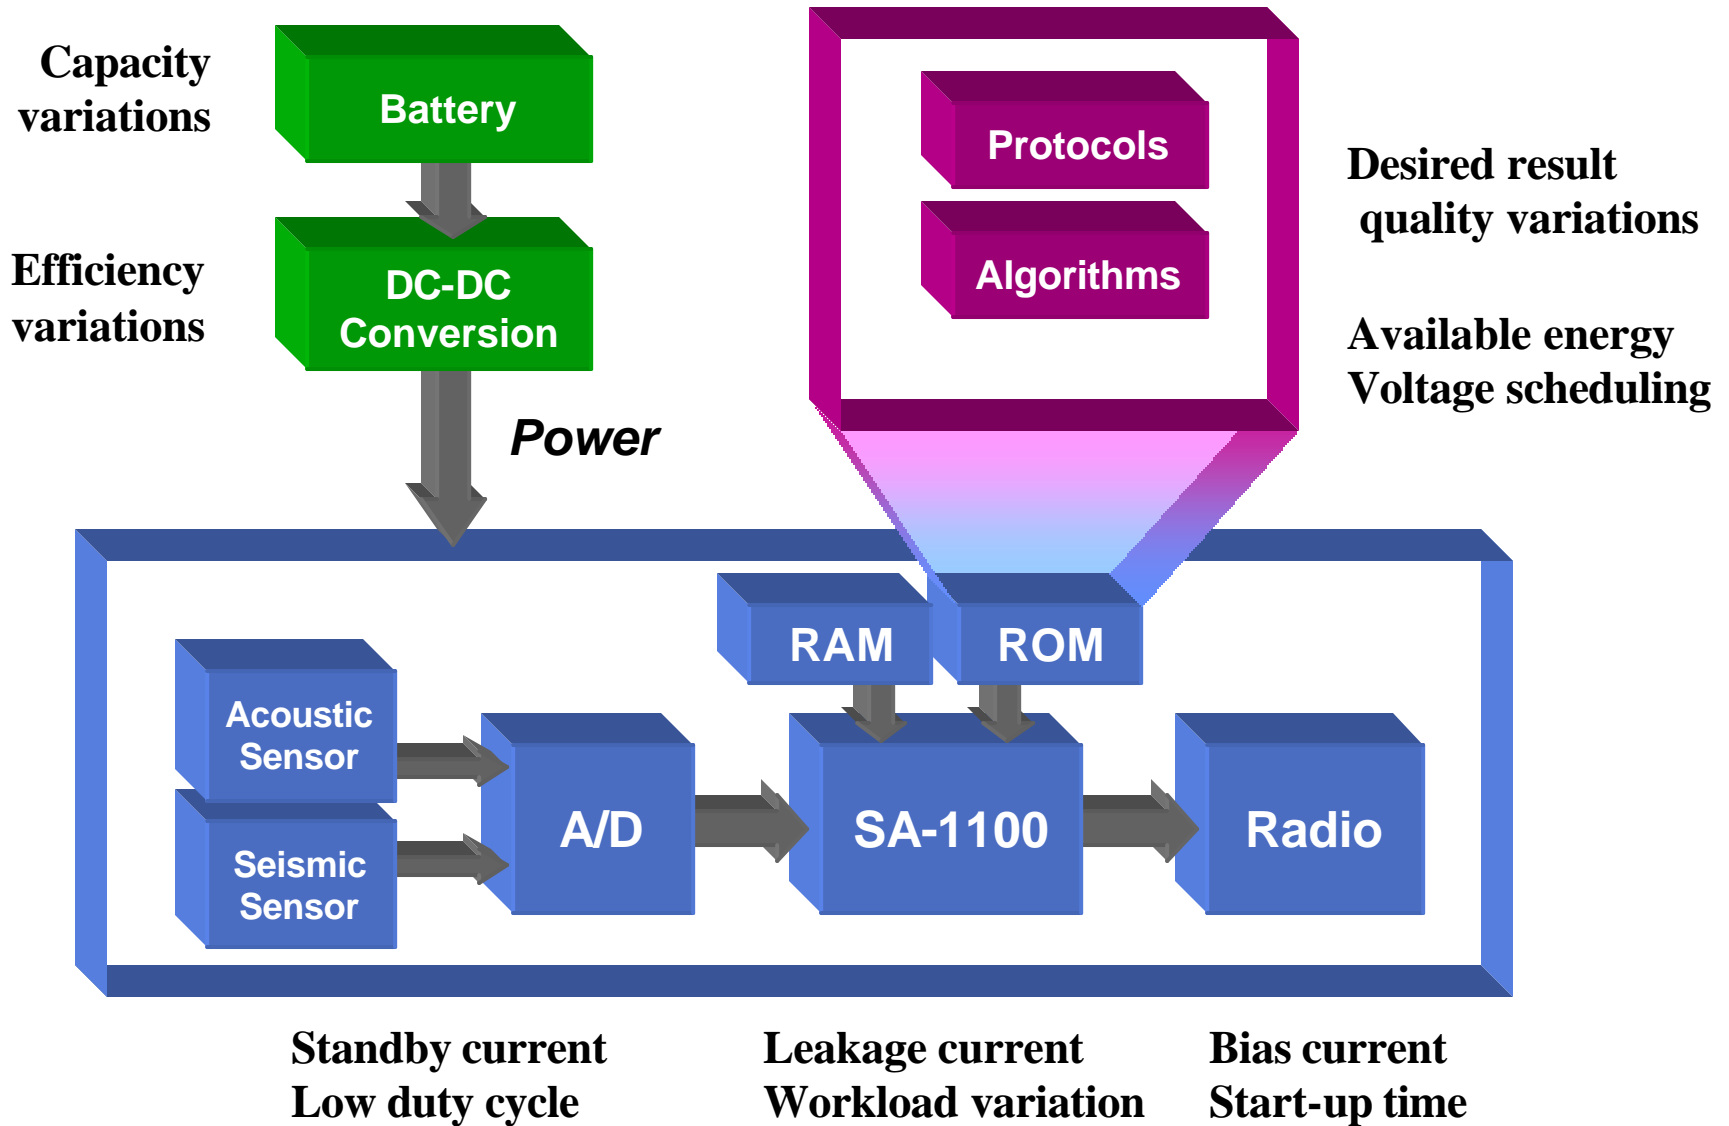 Capacity
variations
Battery
Efficiency
variations
DC-DC
Conversion
Power
Protocols
Algorithms
Desired result
quality variations
Available energy
Voltage scheduling
RAM
ROM
Acoustic
Sensor
Seismic
Sensor
A/D
SA-1100
Radio
Standby current
Low duty cycle
Leakage current
Workload variation
Bias current
Start-up time